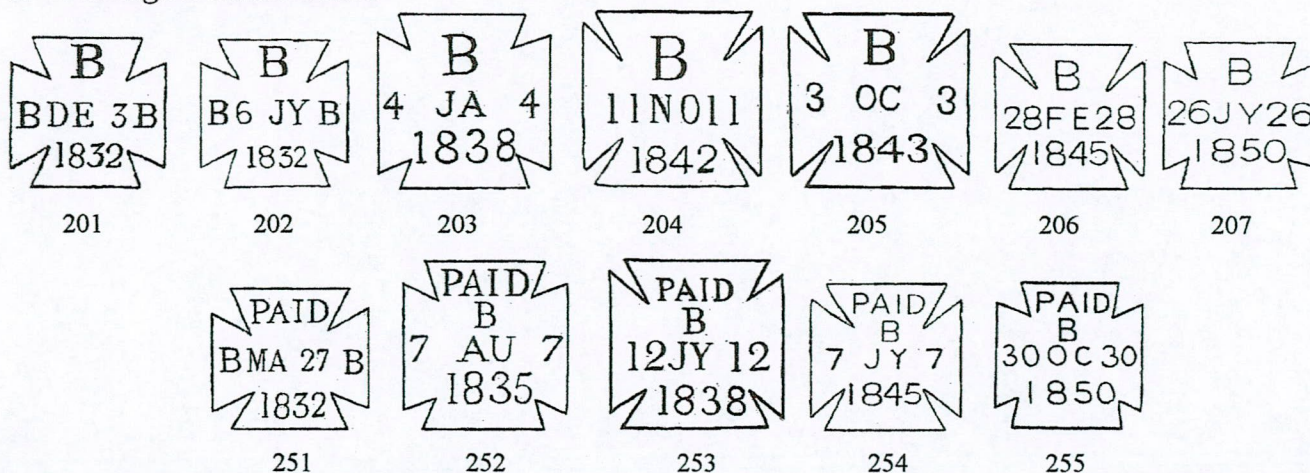 B
BDE 3B
1832
201
B
B6 JY B
1832
202
B
4 JA 4
1838
203
B
11NO11
1842
204
B
3 OC 3
1843
205
B
28FE28
1845
206
B
26JY26
1850
207
PAID
BMA 27 B
1832
251
PAID
B
7 AU 7
1835
252
PAID
B
12JY 12
1838
253
PAID
B
7 JY 7
1845
254
PAID
B
30OC30
1850
255